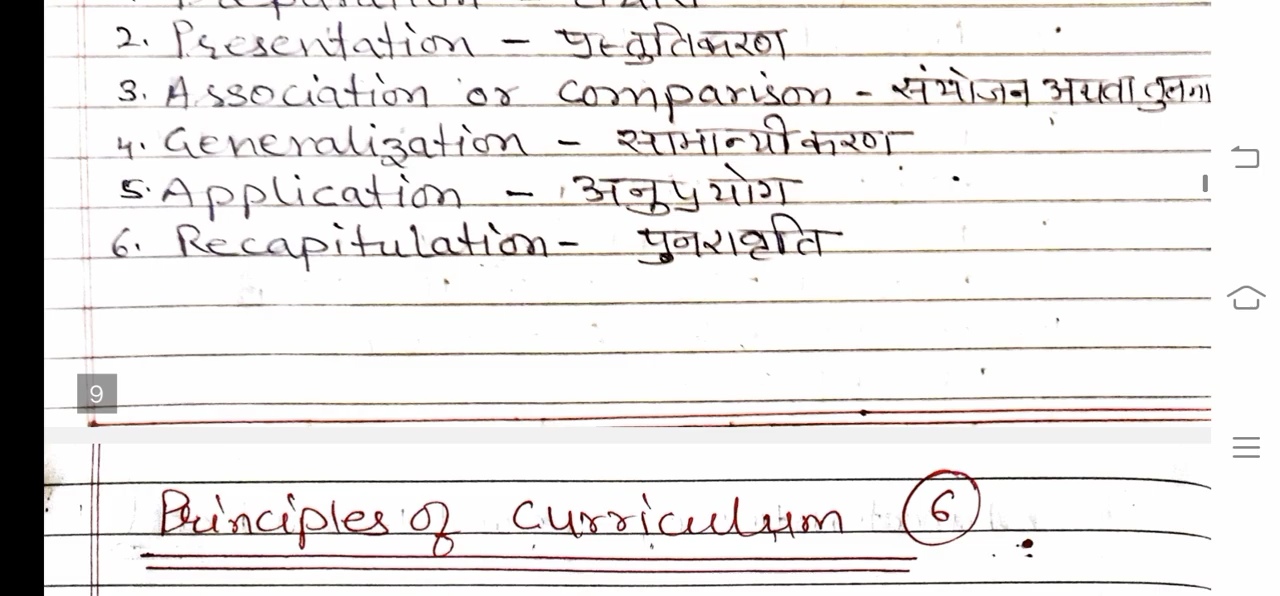 2. Presentation - प्रस्तुतिकरण
3. Association or comparison - संयोजन अथवा तुलना
4. Generalization - सामान्यीकरण
5. Application - अनुप्रयोग
6. Recapitulation - पुनरावृति
9
Principles of curriculum 6